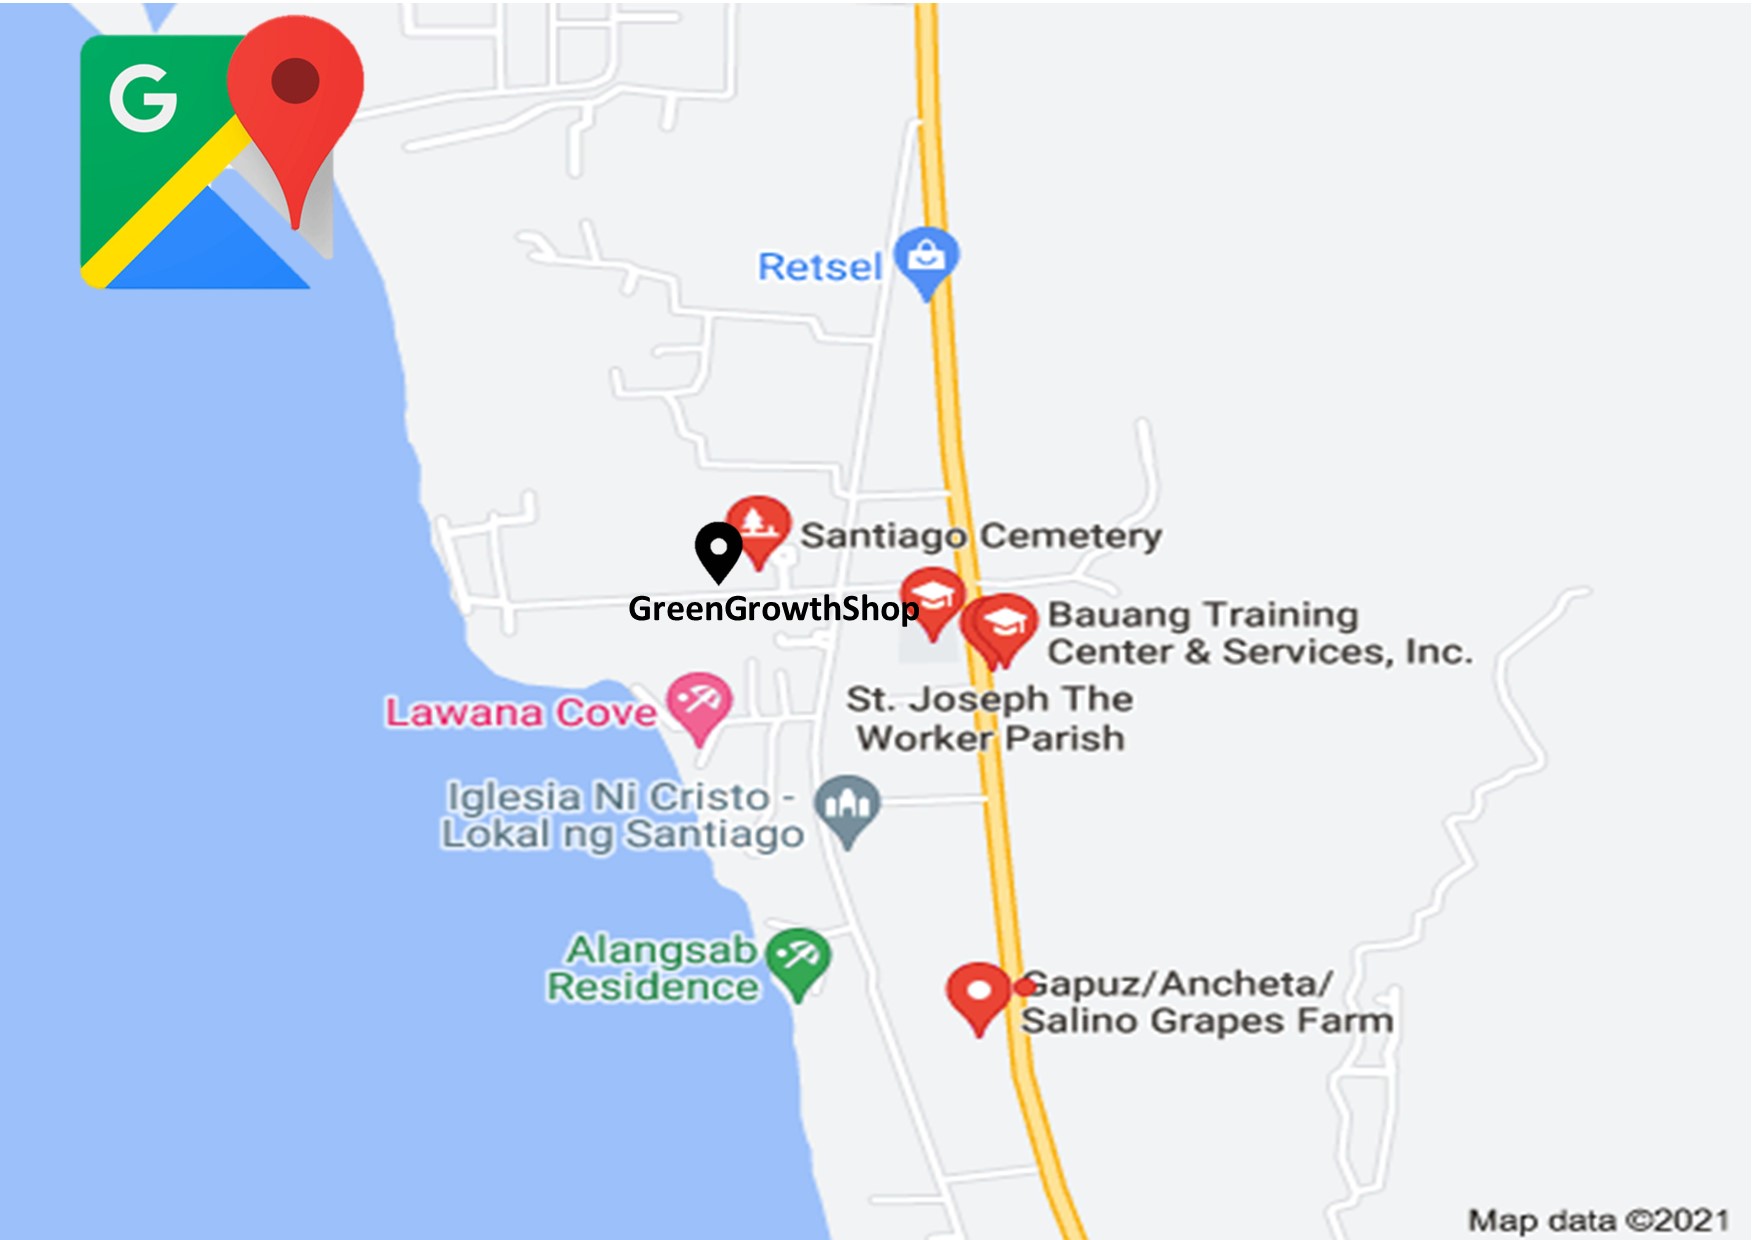 G
Retsel
Santiago Cemetery
GreenGrowthShop
Bauang Training
Center & Services, Inc.
St. Joseph The
Worker Parish
Lawana Cove
Iglesia Ni Cristo -
Lokal ng Santiago
Alangsab
Residence
Gapuz/Ancheta/
Salino Grapes Farm
Map data ©2021